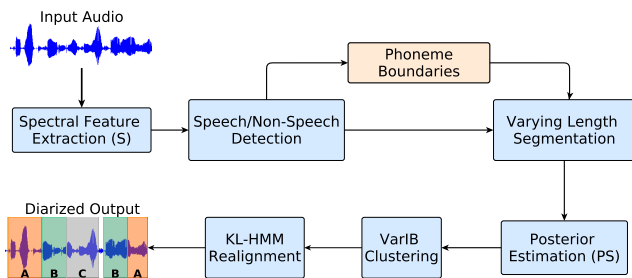 Input Audio
Phoneme
Boundaries
Spectral Feature
Extraction (S)
Speech/Non-Speech
Detection
Varying Length
Segmentation
Diarized Output
KL-HMM
Realignment
VarIB
Clustering
Posterior
Estimation (PS)
A B C B A